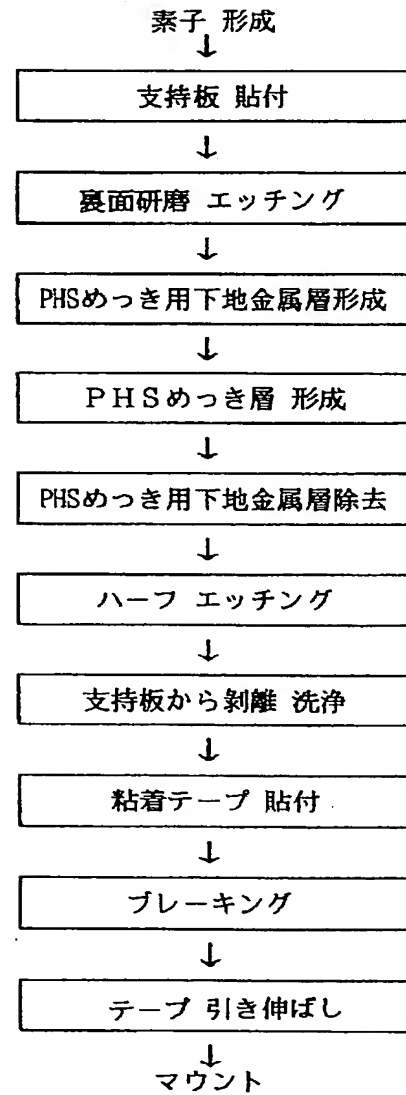 素子 形成
↓
支持板 貼付
↓
裏面研磨 エッチング
↓
PHSめっき用下地金属層形成
↓
ＰＨＳめっき層 形成
↓
PHSめっき用下地金属層除去
↓
ハーフ エッチング
↓
支持板から剝離 洗浄
↓
粘着テープ 貼付
↓
ブレーキング
↓
テープ 引き伸ばし
↓
マウント